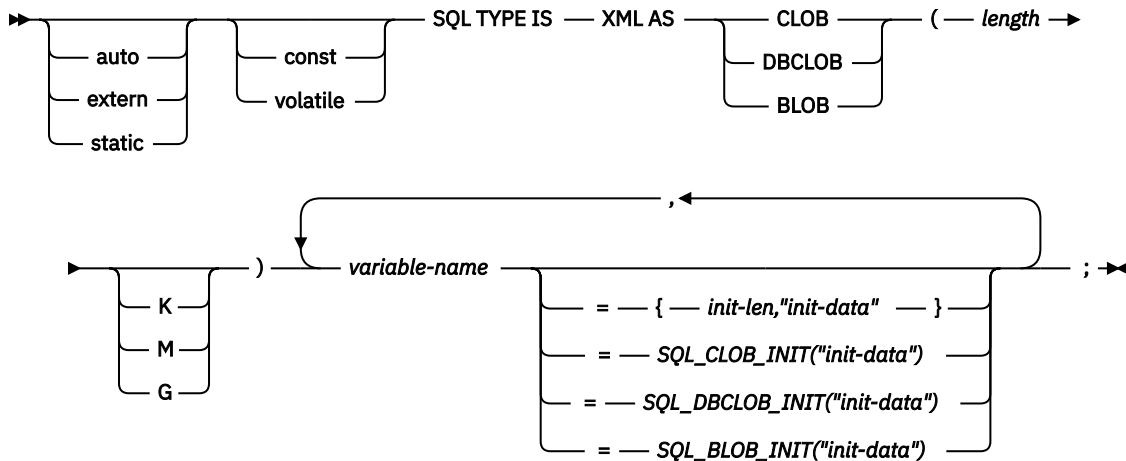 SQL TYPE IS XML AS CLOB ( length
auto const DBCLOB
extern volatile BLOB
static
,
) variable-name ;
K = { init-len,"init-data" }
M = SQL_CLOB_INIT("init-data")
G = SQL_DBCLOB_INIT("init-data")
= SQL_BLOB_INIT("init-data")